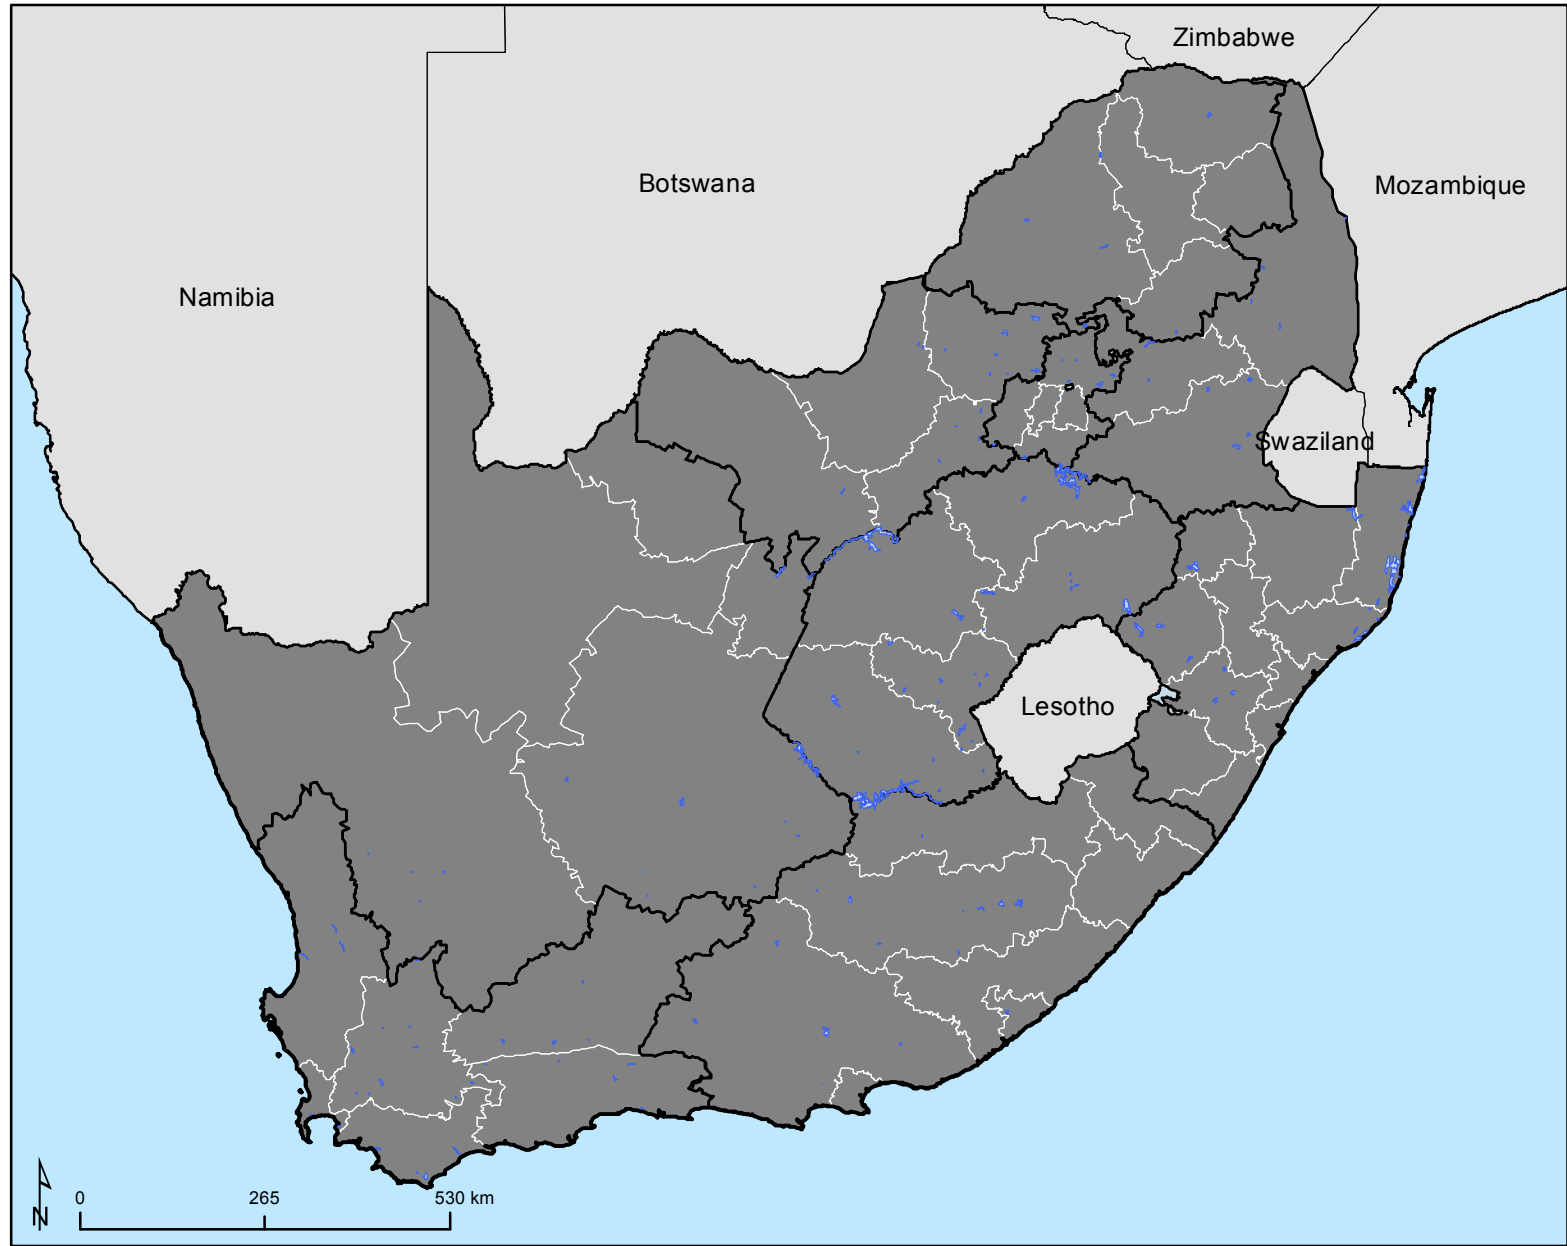 Zimbabwe
Botswana
Mozambique
Namibia
Swaziland
Lesotho
N
0 265 530 km